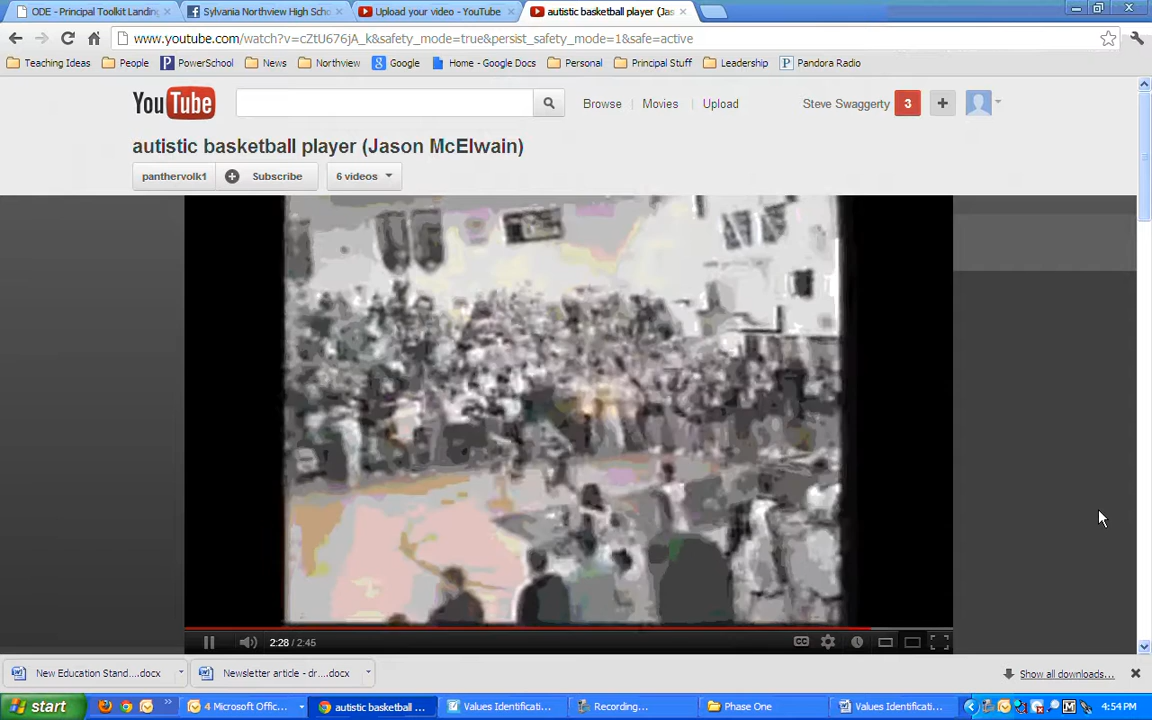 ODE - Principal Toolkit Landin
Sylvania Northview High Scho
Upload your video - YouTube
autistic basketball player (Jas
www.youtube.com/watch?v=cZtU676jA_k&safety_mode=true&persist_safety_mode=1&safe=active
Teaching Ideas People PowerSchool News Northview Google Home - Google Docs Personal Principal Stuff Leadership Pandora Radio
YouTube Browse Movies Upload Steve Swaggerty 3
autistic basketball player (Jason McElwain)
panthervolk1 Subscribe 6 videos
2:28 / 2:45 CC
New Education Stand....docx Newsletter article - dr....docx Show all downloads...
start 4 Microsoft Offic... autistic basketball ... Values Identificati... Recording... Phase One Values Identificati... 4:54 PM